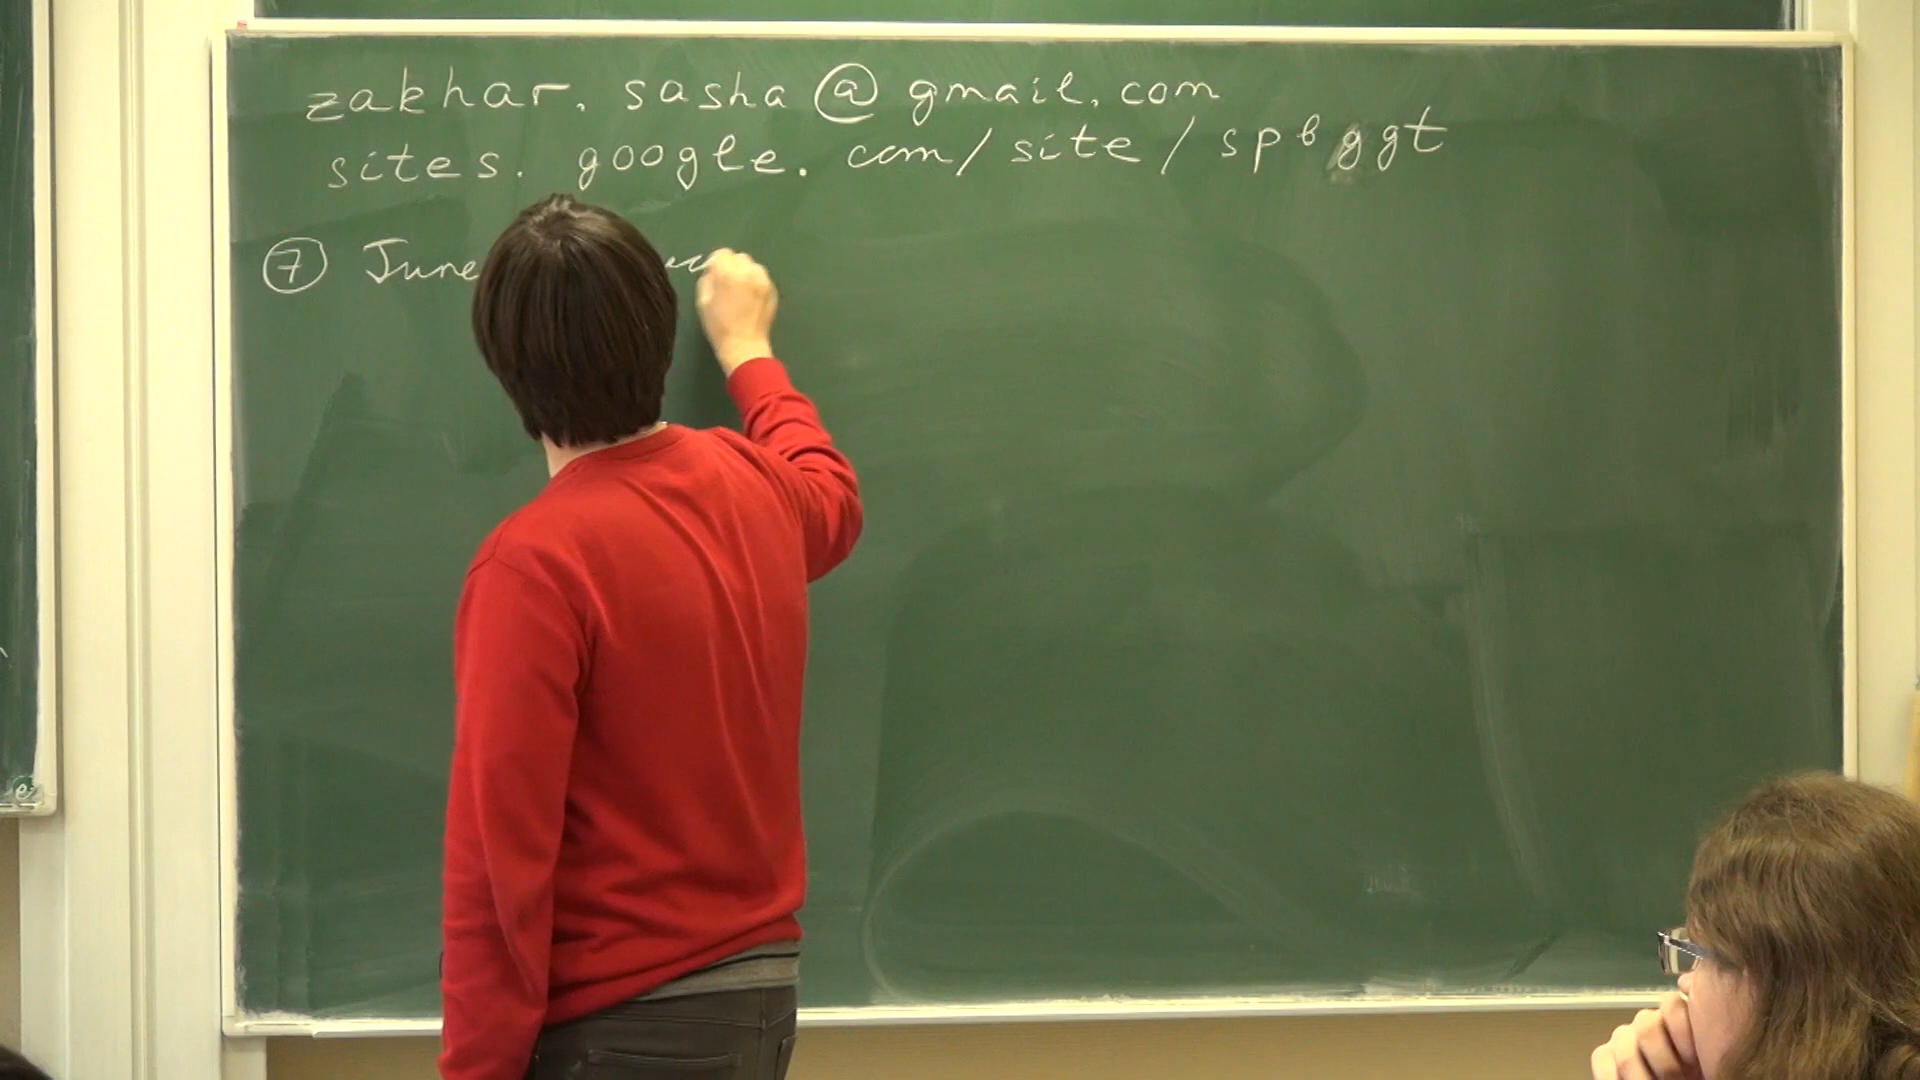 zakhar. sasha @ gmail. com
sites. google. com / site / spbggt
⑦ June